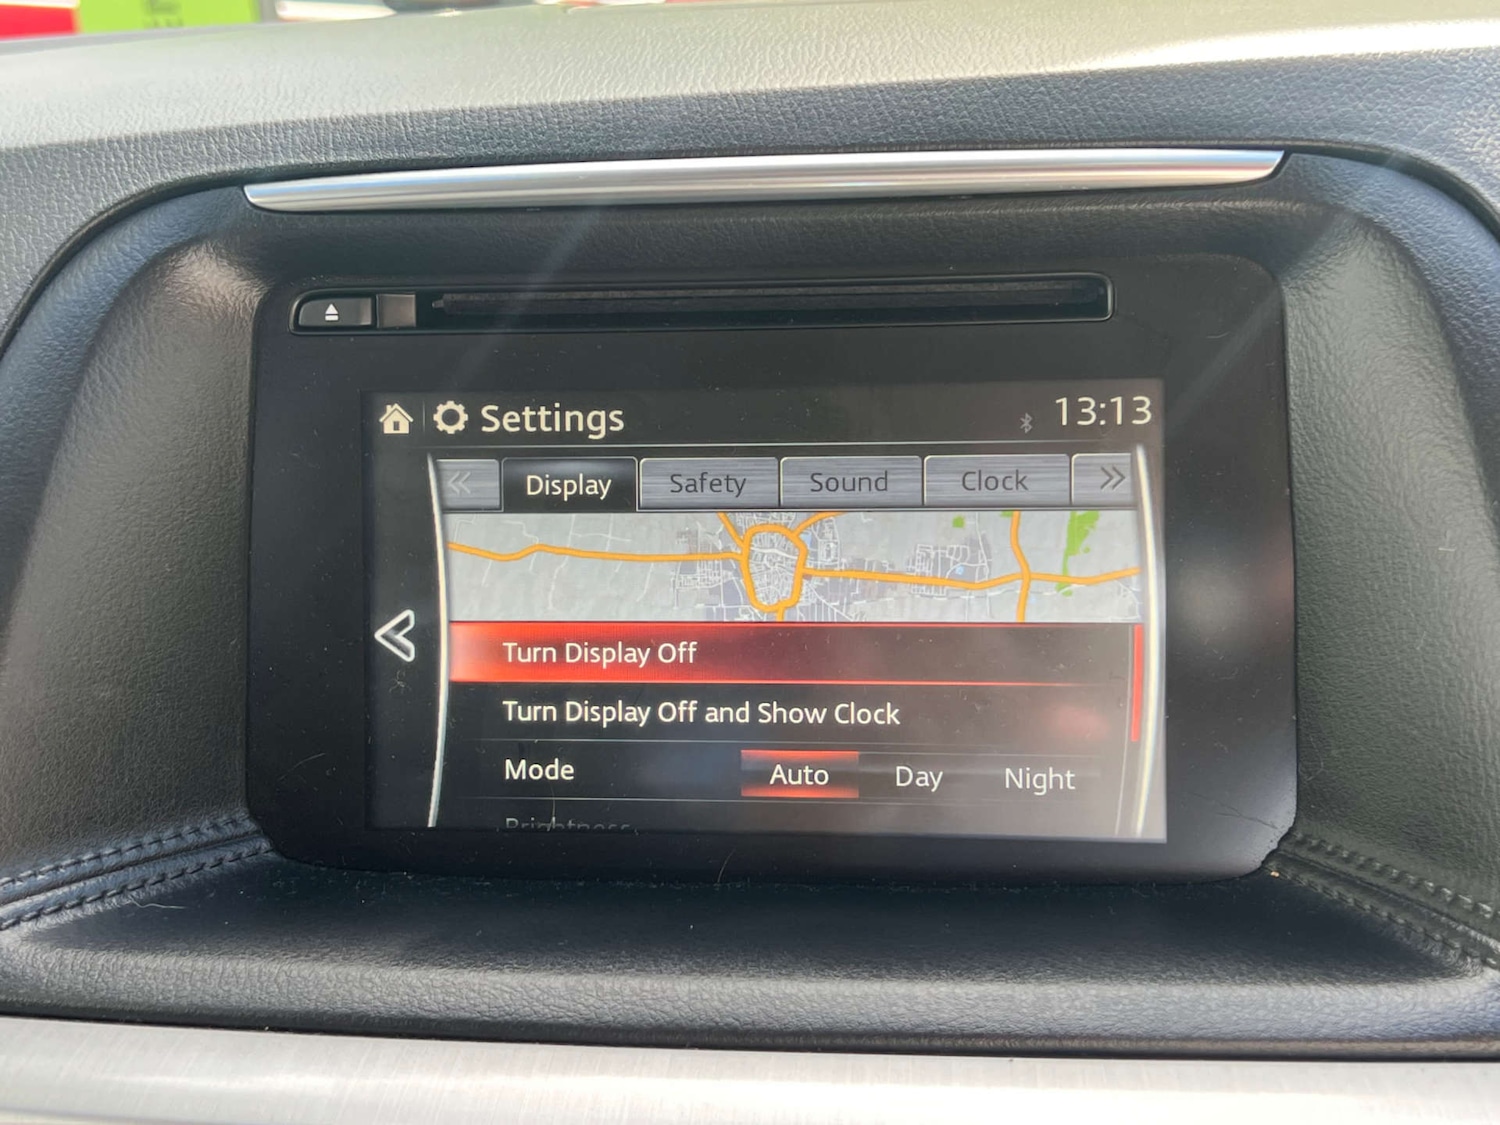 Settings 13:13
Display Safety Sound Clock
Turn Display Off
Turn Display Off and Show Clock
Mode Auto Day Night
Brightness